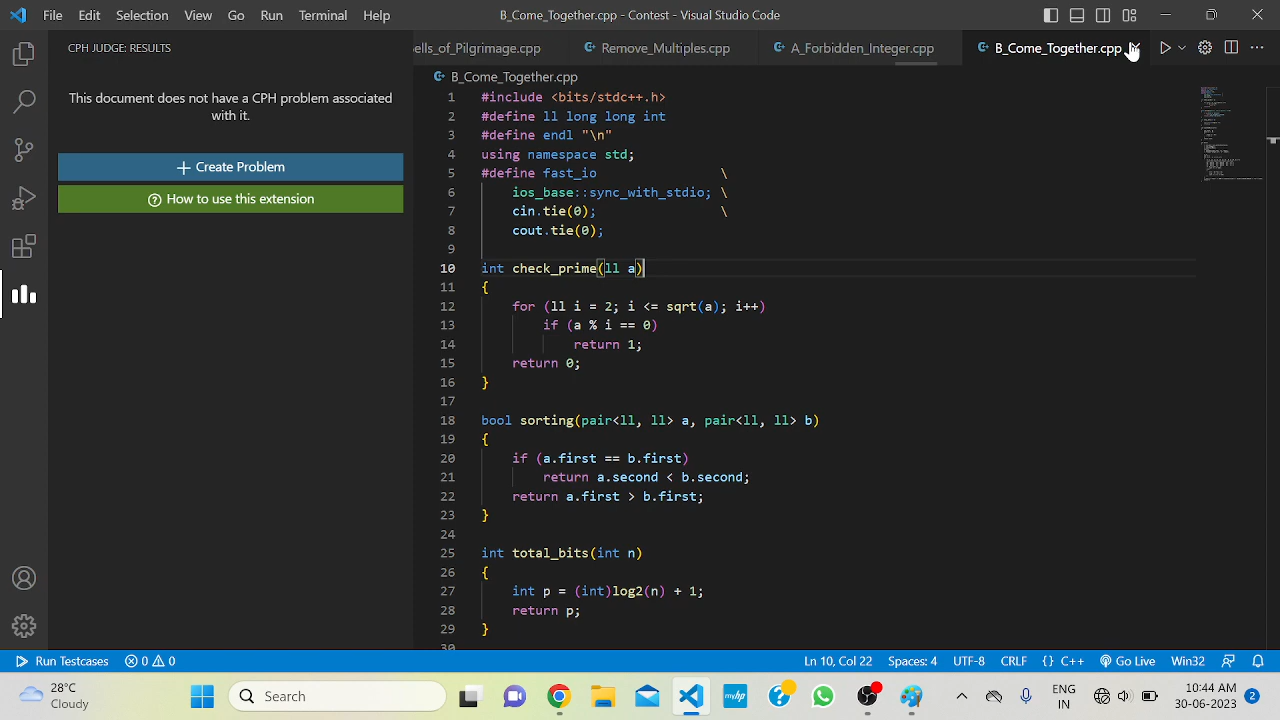 File Edit Selection View Go Run Terminal Help B_Come_Together.cpp - Contest - Visual Studio Code
CPH JUDGE: RESULTS
ells_of_Pilgrimage.cpp Remove_Multiples.cpp A_Forbidden_Integer.cpp B_Come_Together.cpp
This document does not have a CPH problem associated
with it.
Create Problem
How to use this extension
B_Come_Together.cpp
1 #include <bits/stdc++.h>
2 #define ll long long int
3 #define endl "\n"
4 using namespace std;
5 #define fast_io \
6 ios_base::sync_with_stdio; \
7 cin.tie(0); \
8 cout.tie(0);
9
10 int check_prime(ll a)
11 {
12 for (ll i = 2; i <= sqrt(a); i++)
13 if (a % i == 0)
14 return 1;
15 return 0;
16 }
17
18 bool sorting(pair<ll, ll> a, pair<ll, ll> b)
19 {
20 if (a.first == b.first)
21 return a.second < b.second;
22 return a.first > b.first;
23 }
24
25 int total_bits(int n)
26 {
27 int p = (int)log2(n) + 1;
28 return p;
29 }
30
Run Testcases 0 0 Ln 10, Col 22 Spaces: 4 UTF-8 CRLF {} C++ Go Live Win32
28°C
Cloudy
Search
myhp
ENG
IN
10:44 AM
30-06-2023
2